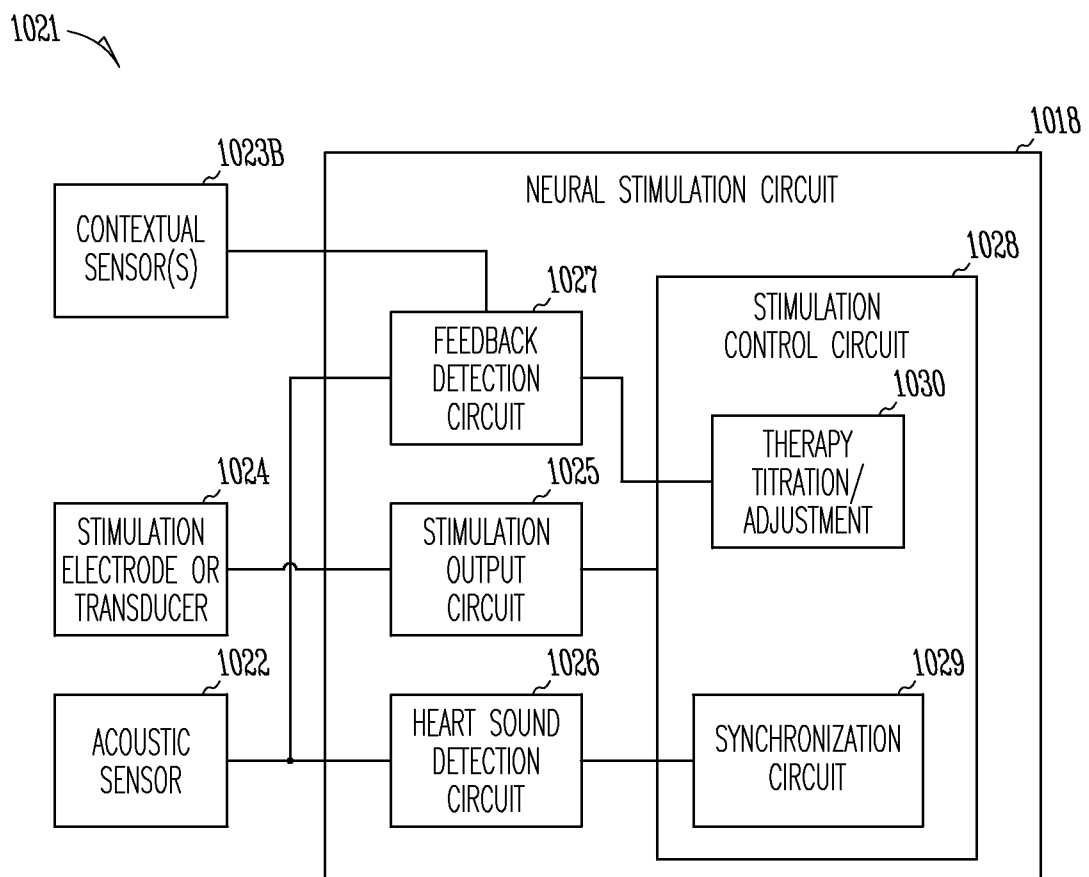 1021
1018
1023B
NEURAL STIMULATION CIRCUIT
CONTEXTUAL
SENSOR(S)
1028
1027
STIMULATION
CONTROL CIRCUIT
FEEDBACK
DETECTION
CIRCUIT
1030
THERAPY
TITRATION/
ADJUSTMENT
1024
STIMULATION
ELECTRODE OR
TRANSDUCER
1025
STIMULATION
OUTPUT
CIRCUIT
1022
ACOUSTIC
SENSOR
1026
HEART SOUND
DETECTION
CIRCUIT
1029
SYNCHRONIZATION
CIRCUIT